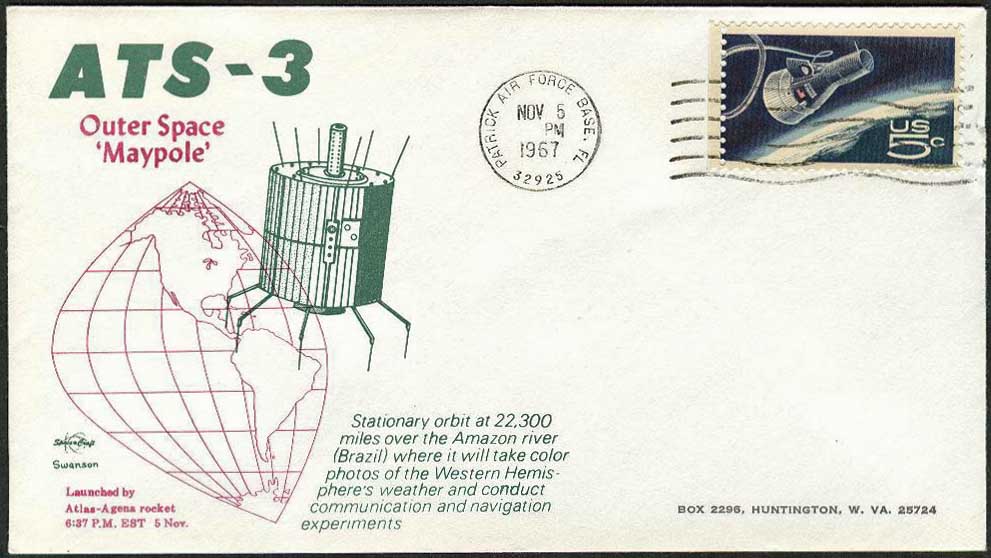 ATS-3
Outer Space
'Maypole'
PATRICK AIR FORCE BASE, FL
NOV 5
PM
1967
32925
US
5c
Stationary orbit at 22,300
miles over the Amazon river
(Brazil) where it will take color
photos of the Western Hemis-
phere's weather and conduct
communication and navigation
experiments
SpaceCraft
Swanson
Launched by
Atlas-Agena rocket
6:37 P.M. EST 5 Nov.
BOX 2296, HUNTINGTON, W. VA. 25724